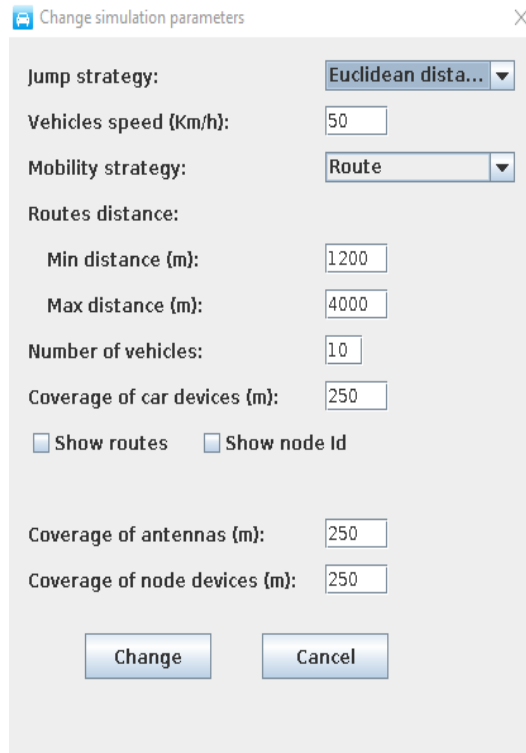 Change simulation parameters
Jump strategy: Euclidean dista...
Vehicles speed (Km/h): 50
Mobility strategy: Route
Routes distance:
Min distance (m): 1200
Max distance (m): 4000
Number of vehicles: 10
Coverage of car devices (m): 250
Show routes Show node Id
Coverage of antennas (m): 250
Coverage of node devices (m): 250
Change Cancel